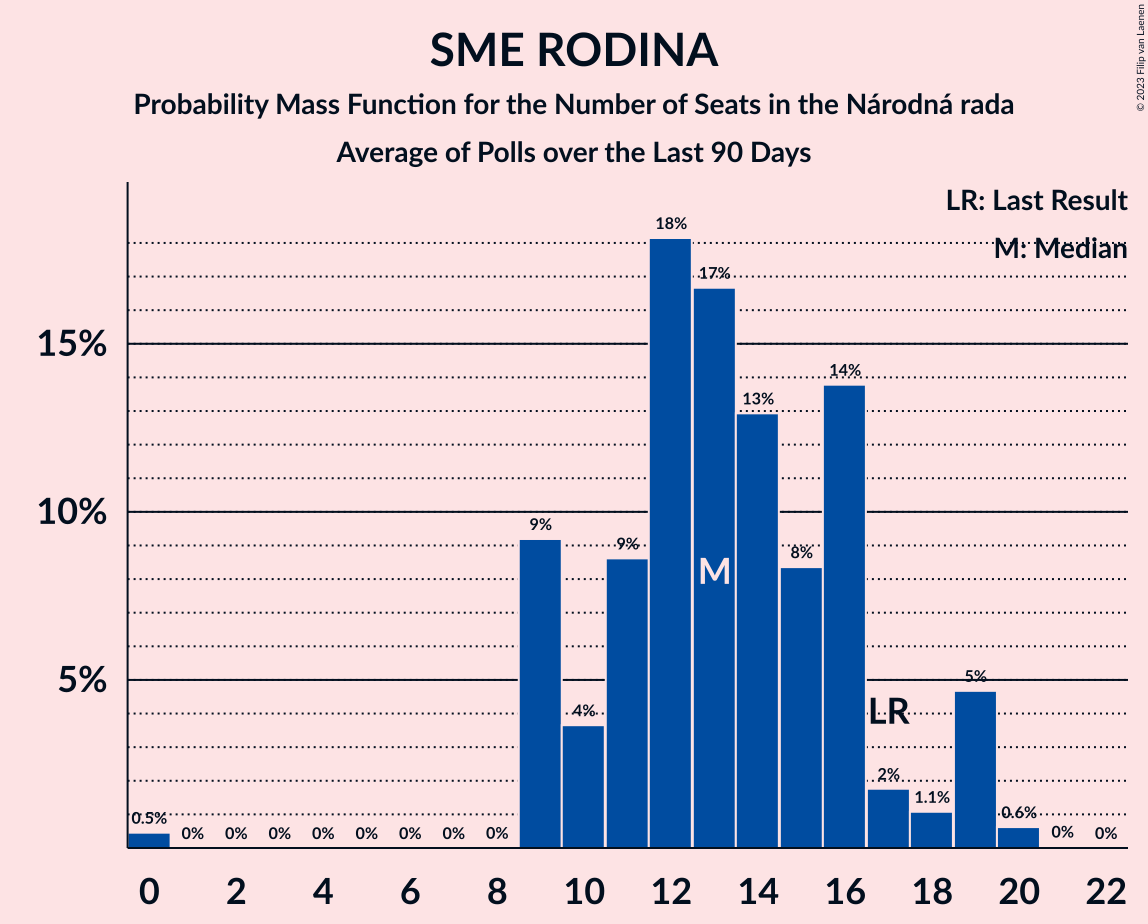 SME RODINA
Probability Mass Function for the Number of Seats in the Národná rada
Average of Polls over the Last 90 Days
© 2023 Filip van Laenen
LR: Last Result
M: Median
15%
10%
5%
0.5%
0%
0%
0%
0%
0%
0%
0%
0%
9%
4%
9%
18%
17%
13%
8%
14%
2%
1.1%
5%
0.6%
0%
0%
M
LR
0 2 4 6 8 10 12 14 16 18 20 22